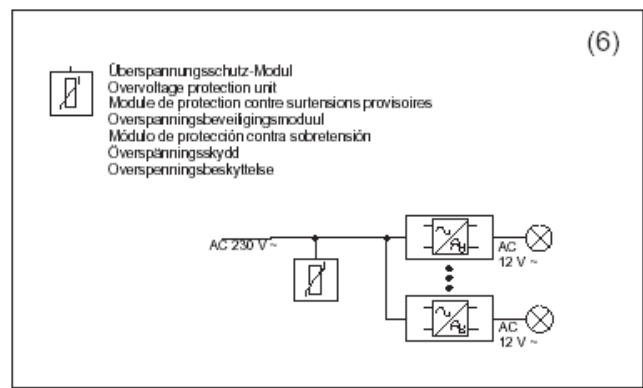 (6)
Überspannungsschutz-Modul
Overvoltage protection unit
Module de protection contre surtensions provisoires
Overspanningsbeveiligingsmoduul
Módulo de protección contra sobretensión
Överspänningsskydd
Overspenningsbeskyttelse
AC 230 V ~
AC
12 V ~
AC
12 V ~